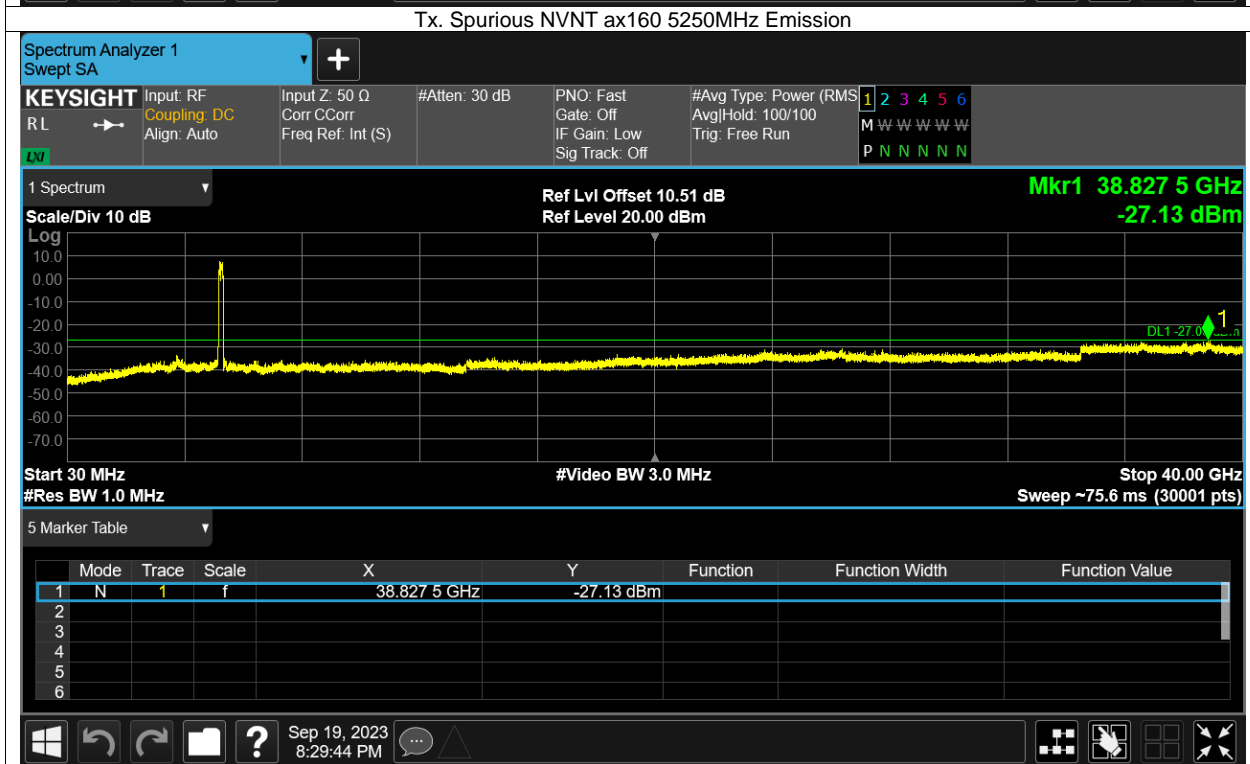 Tx. Spurious NVNT ax160 5250MHz Emission
Spectrum Analyzer 1
Swept SA
KEYSIGHT
R L
LXI
Input: RF
Coupling: DC
Align: Auto
Input Z: 50 Ω
Corr CCorr
Freq Ref: Int (S)
#Atten: 30 dB
PNO: Fast
Gate: Off
IF Gain: Low
Sig Track: Off
#Avg Type: Power (RMS
Avg|Hold: 100/100
Trig: Free Run
1 2 3 4 5 6
M W W W W W
P N N N N N
1 Spectrum
Scale/Div 10 dB
Ref Lvl Offset 10.51 dB
Ref Level 20.00 dBm
Mkr1 38.827 5 GHz
-27.13 dBm
Log
10.0
0.00
-10.0
-20.0
-30.0
-40.0
-50.0
-60.0
-70.0
1
DL1 -27.0
Start 30 MHz
#Res BW 1.0 MHz
#Video BW 3.0 MHz
Stop 40.00 GHz
Sweep ~75.6 ms (30001 pts)
5 Marker Table
Mode Trace Scale X Y Function Function Width Function Value
1 N 1 f 38.827 5 GHz -27.13 dBm
2
3
4
5
6
?
Sep 19, 2023
8:29:44 PM